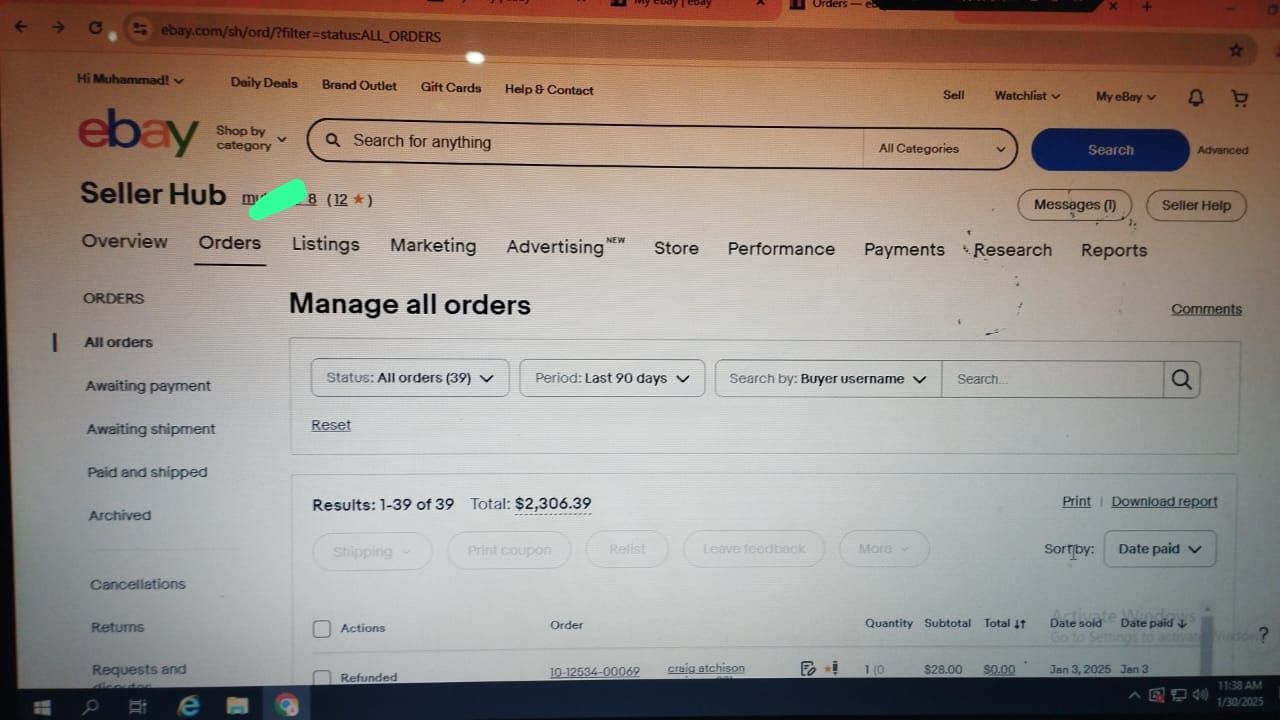 My eBay | eBay
Orders — eb
ebay.com/sh/ord/?filter=status:ALL_ORDERS
Hi Muhammad! Daily Deals Brand Outlet Gift Cards Help & Contact Sell Watchlist My eBay
ebay Shop by category Search for anything All Categories Search Advanced
Seller Hub 8 (12 ★) Messages (1) Seller Help
Overview Orders Listings Marketing Advertising NEW Store Performance Payments Research Reports
ORDERS
Manage all orders
Comments
All orders
Status: All orders (39) Period: Last 90 days Search by: Buyer username Search...
Awaiting payment
Reset
Awaiting shipment
Paid and shipped
Results: 1-39 of 39 Total: $2,306.39 Print | Download report
Archived
Shipping Print coupon Relist Leave feedback More Sort by: Date paid
Cancellations
Returns
Actions Order Quantity Subtotal Total Date sold Date paid
Activate Windows
Go to Settings to activate Windows.
Requests and
disputes
Refunded 10-12534-00069 craig atchison 1 (0 $28.00 $0.00 Jan 3, 2025 Jan 3
?
11:38 AM
1/30/2025